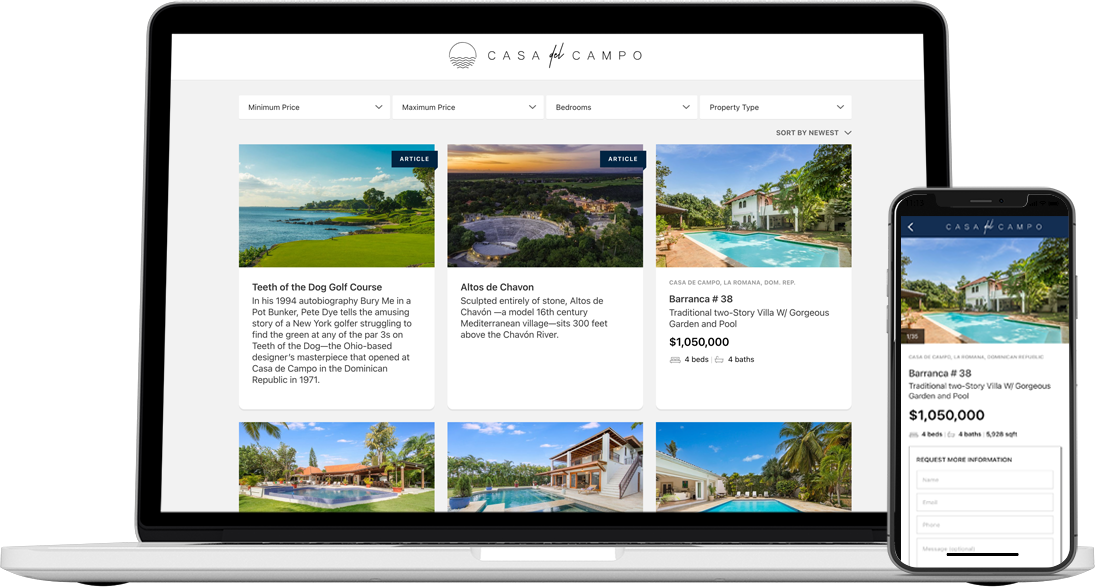 CASA del CAMPO
Minimum Price
Maximum Price
Bedrooms
Property Type
SORT BY NEWEST
ARTICLE
Teeth of the Dog Golf Course
In his 1994 autobiography Bury Me in a
Pot Bunker, Pete Dye tells the amusing
story of a New York golfer struggling to
find the green at any of the par 3s on
Teeth of the Dog—the Ohio-based
designer's masterpiece that opened at
Casa de Campo in the Dominican
Republic in 1971.
ARTICLE
Altos de Chavon
Sculpted entirely of stone, Altos de
Chavón —a model 16th century
Mediterranean village—sits 300 feet
above the Chavón River.
CASA DE CAMPO, LA ROMANA, DOM. REP.
Barranca # 38
Traditional two-Story Villa W/ Gorgeous
Garden and Pool
$1,050,000
4 beds | 4 baths
CASA del CAMPO
1/35
CASA DE CAMPO, LA ROMANA, DOMINICAN REPUBLIC
Barranca # 38
Traditional two-Story Villa W/ Gorgeous
Garden and Pool
$1,050,000
4 beds | 4 baths | 5,928 sqft
REQUEST MORE INFORMATION
Name
Email
Phone
Message (optional)